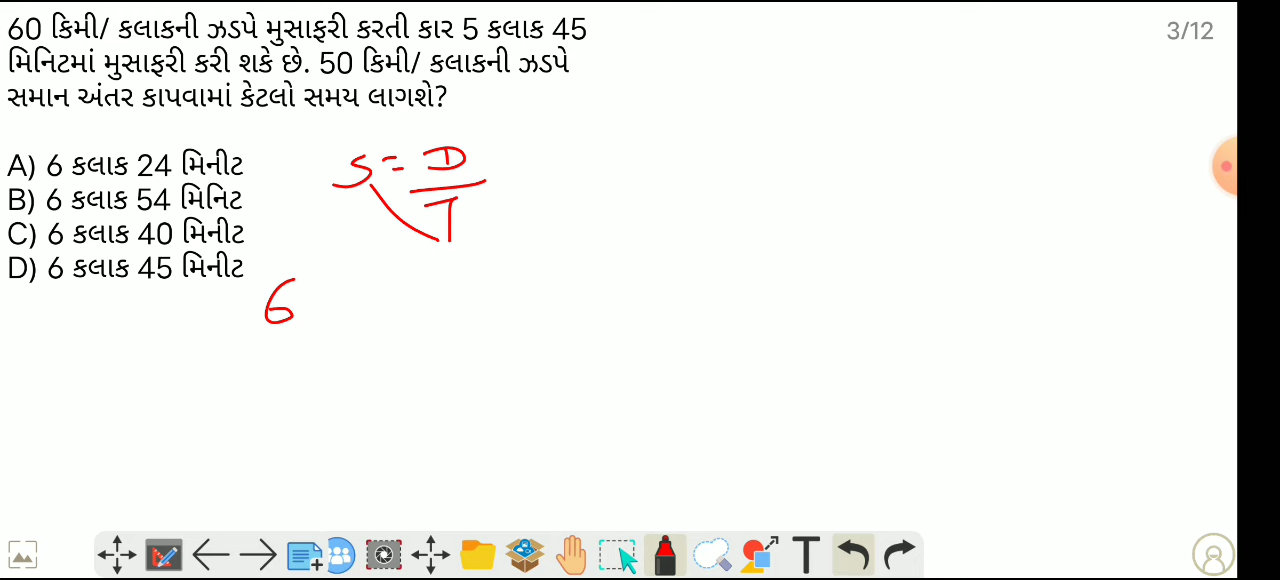 60 કિમી/ કલાકની ઝડપે મુસાફરી કરતી કાર 5 કલાક 45
3/12
મિનિટમાં મુસાફરી કરી શકે છે. 50 કિમી/ કલાકની ઝડપે
સમાન અંતર કાપવામાં કેટલો સમય લાગશે?
A) 6 કલાક 24 મિનીટ
B) 6 કલાક 54 મિનિટ
C) 6 કલાક 40 મિનીટ
D) 6 કલાક 45 મિનીટ
S = D
T
6
T